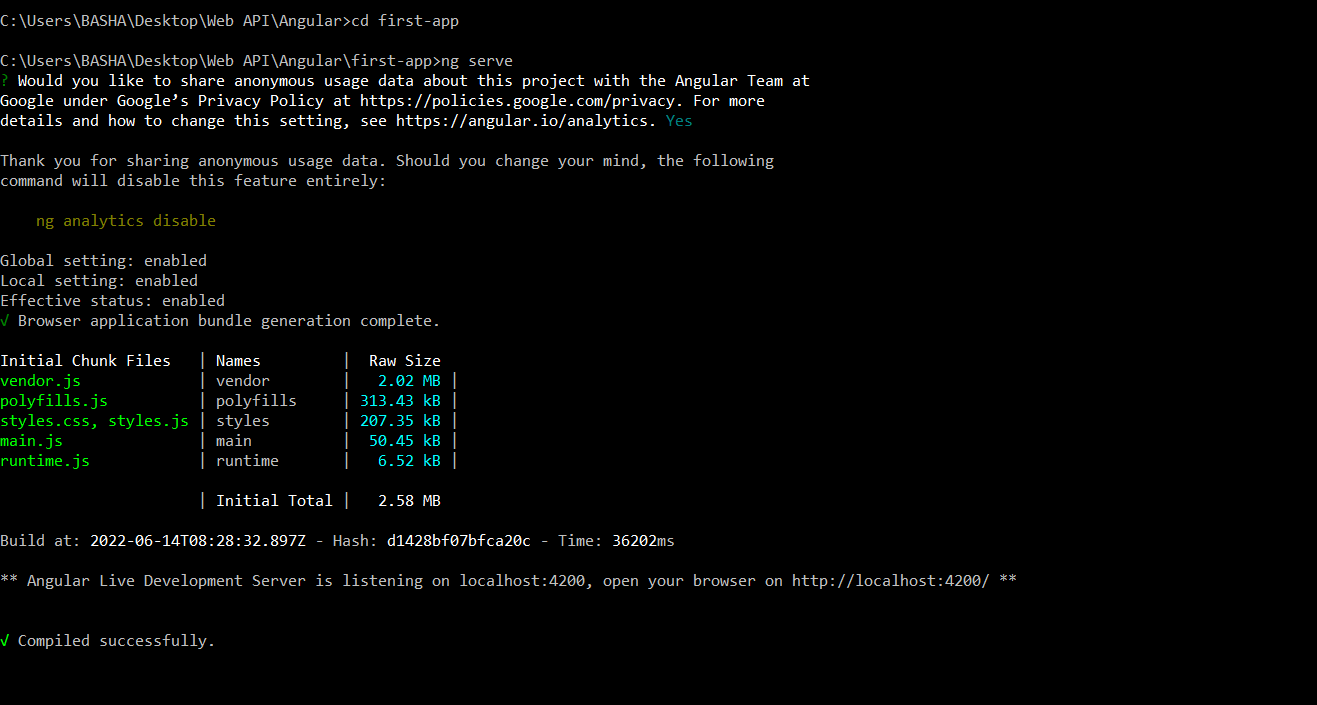 C:\Users\BASHA\Desktop\Web API\Angular>cd first-app
C:\Users\BASHA\Desktop\Web API\Angular\first-app>ng serve
? Would you like to share anonymous usage data about this project with the Angular Team at
Google under Google’s Privacy Policy at https://policies.google.com/privacy. For more
details and how to change this setting, see https://angular.io/analytics. Yes
Thank you for sharing anonymous usage data. Should you change your mind, the following
command will disable this feature entirely:
ng analytics disable
Global setting: enabled
Local setting: enabled
Effective status: enabled
√ Browser application bundle generation complete.
Initial Chunk Files | Names | Raw Size
vendor.js | vendor | 2.02 MB |
polyfills.js | polyfills | 313.43 kB |
styles.css, styles.js | styles | 207.35 kB |
main.js | main | 50.45 kB |
runtime.js | runtime | 6.52 kB |
| Initial Total | 2.58 MB
Build at: 2022-06-14T08:28:32.897Z - Hash: d1428bf07bfca20c - Time: 36202ms
** Angular Live Development Server is listening on localhost:4200, open your browser on http://localhost:4200/ **
√ Compiled successfully.